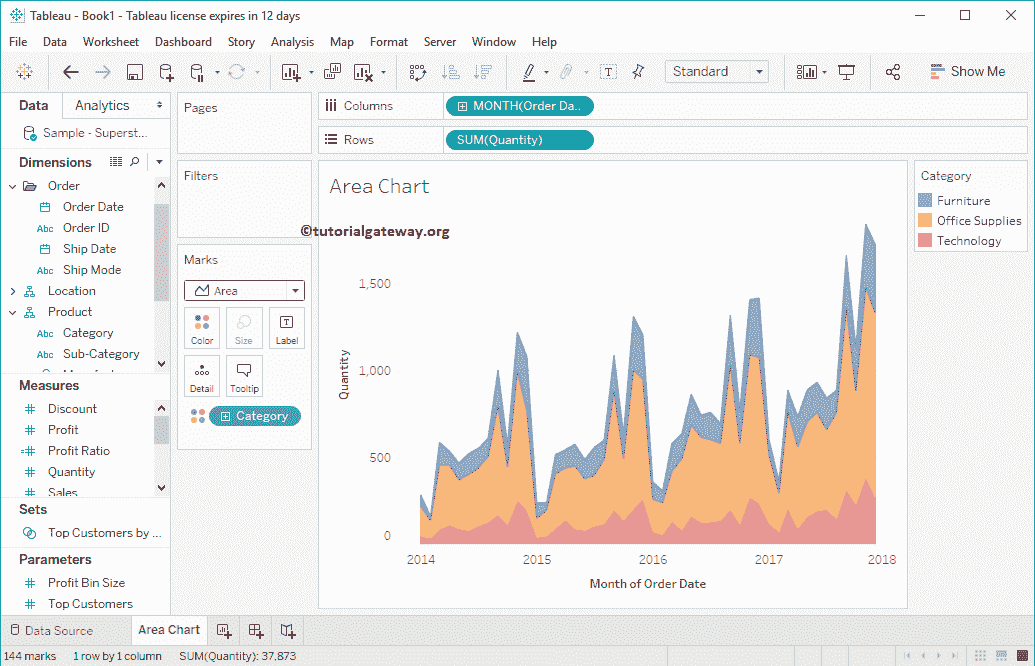 Tableau - Book1 - Tableau license expires in 12 days
File Data Worksheet Dashboard Story Analysis Map Format Server Window Help
Standard
Show Me
Data Analytics
Sample - Superst...
Dimensions
Order
Order Date
Abc Order ID
Ship Date
Abc Ship Mode
Location
Product
Abc Category
Abc Sub-Category
Measures
# Discount
# Profit
=# Profit Ratio
# Quantity
# Sales
Sets
Top Customers by ...
Parameters
# Profit Bin Size
# Top Customers
Pages
Filters
Marks
Area
Color Size Label
Detail Tooltip
Category
Columns MONTH(Order Da..
Rows SUM(Quantity)
Area Chart
©tutorialgateway.org
Quantity
1,500
1,000
500
0
2014 2015 2016 2017 2018
Month of Order Date
Category
Furniture
Office Supplies
Technology
Data Source Area Chart
144 marks 1 row by 1 column SUM(Quantity): 37,873